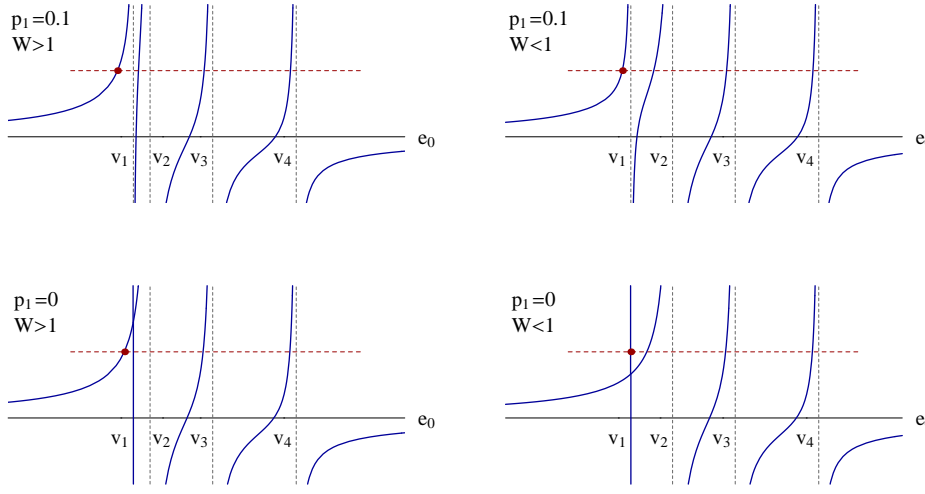 p₁=0.1
W>1
e₀
v₁ v₂ v₃ v₄
p₁=0.1
W<1
e
v₁ v₂ v₃ v₄
p₁=0
W>1
e₀
v₁ v₂ v₃ v₄
p₁=0
W<1
e
v₁ v₂ v₃ v₄